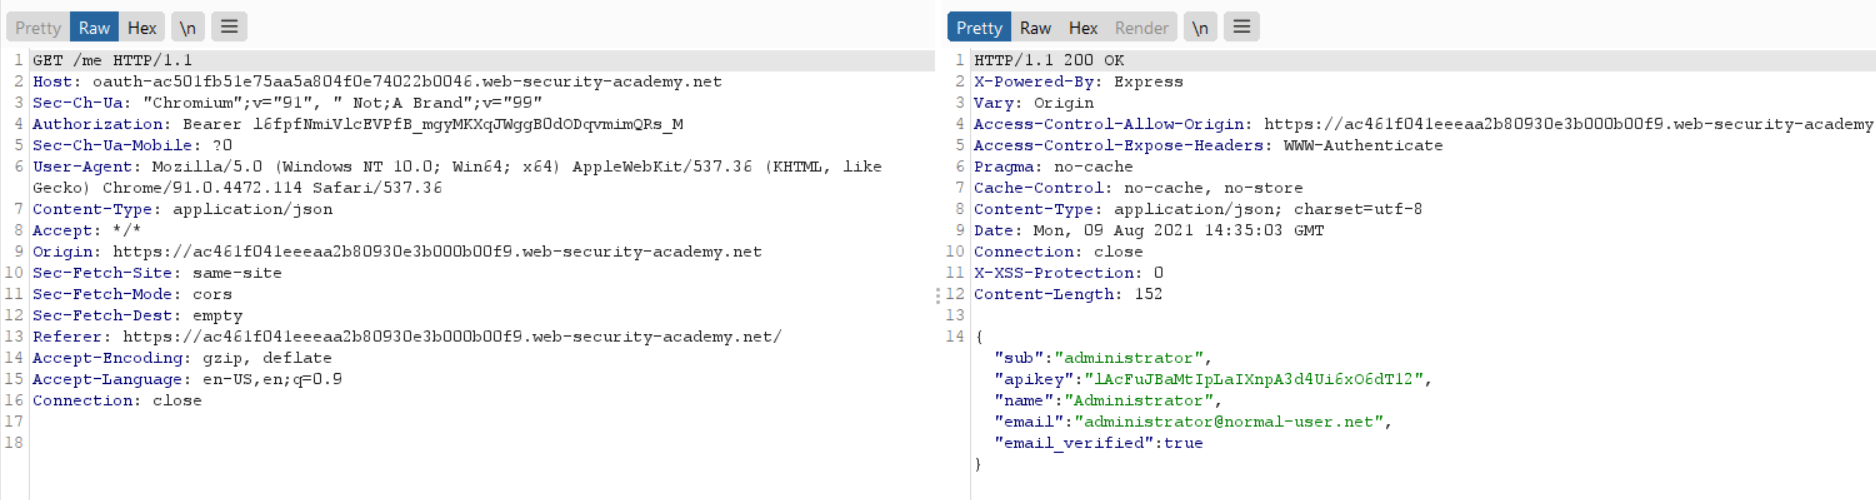 Pretty Raw Hex \n
1 GET /me HTTP/1.1
2 Host: oauth-ac501fb51e75aa5a804f0e74022b0046.web-security-academy.net
3 Sec-Ch-Ua: "Chromium";v="91", " Not;A Brand";v="99"
4 Authorization: Bearer l6fpfNmiVlcEVPfB_mgyMKXqJWggB0dODqvmimQRs_M
5 Sec-Ch-Ua-Mobile: ?0
6 User-Agent: Mozilla/5.0 (Windows NT 10.0; Win64; x64) AppleWebKit/537.36 (KHTML, like
Gecko) Chrome/91.0.4472.114 Safari/537.36
7 Content-Type: application/json
8 Accept: */*
9 Origin: https://ac461f041eeeaa2b80930e3b000b00f9.web-security-academy.net
10 Sec-Fetch-Site: same-site
11 Sec-Fetch-Mode: cors
12 Sec-Fetch-Dest: empty
13 Referer: https://ac461f041eeeaa2b80930e3b000b00f9.web-security-academy.net/
14 Accept-Encoding: gzip, deflate
15 Accept-Language: en-US,en;q=0.9
16 Connection: close
17
18
Pretty Raw Hex Render \n
1 HTTP/1.1 200 OK
2 X-Powered-By: Express
3 Vary: Origin
4 Access-Control-Allow-Origin: https://ac461f041eeeaa2b80930e3b000b00f9.web-security-academy
5 Access-Control-Expose-Headers: WWW-Authenticate
6 Pragma: no-cache
7 Cache-Control: no-cache, no-store
8 Content-Type: application/json; charset=utf-8
9 Date: Mon, 09 Aug 2021 14:35:03 GMT
10 Connection: close
11 X-XSS-Protection: 0
12 Content-Length: 152
13
14 {
"sub":"administrator",
"apikey":"lAcFuJBaMtIpLaIXnpA3d4Ui6xO6dT12",
"name":"Administrator",
"email":"administrator@normal-user.net",
"email_verified":true
}